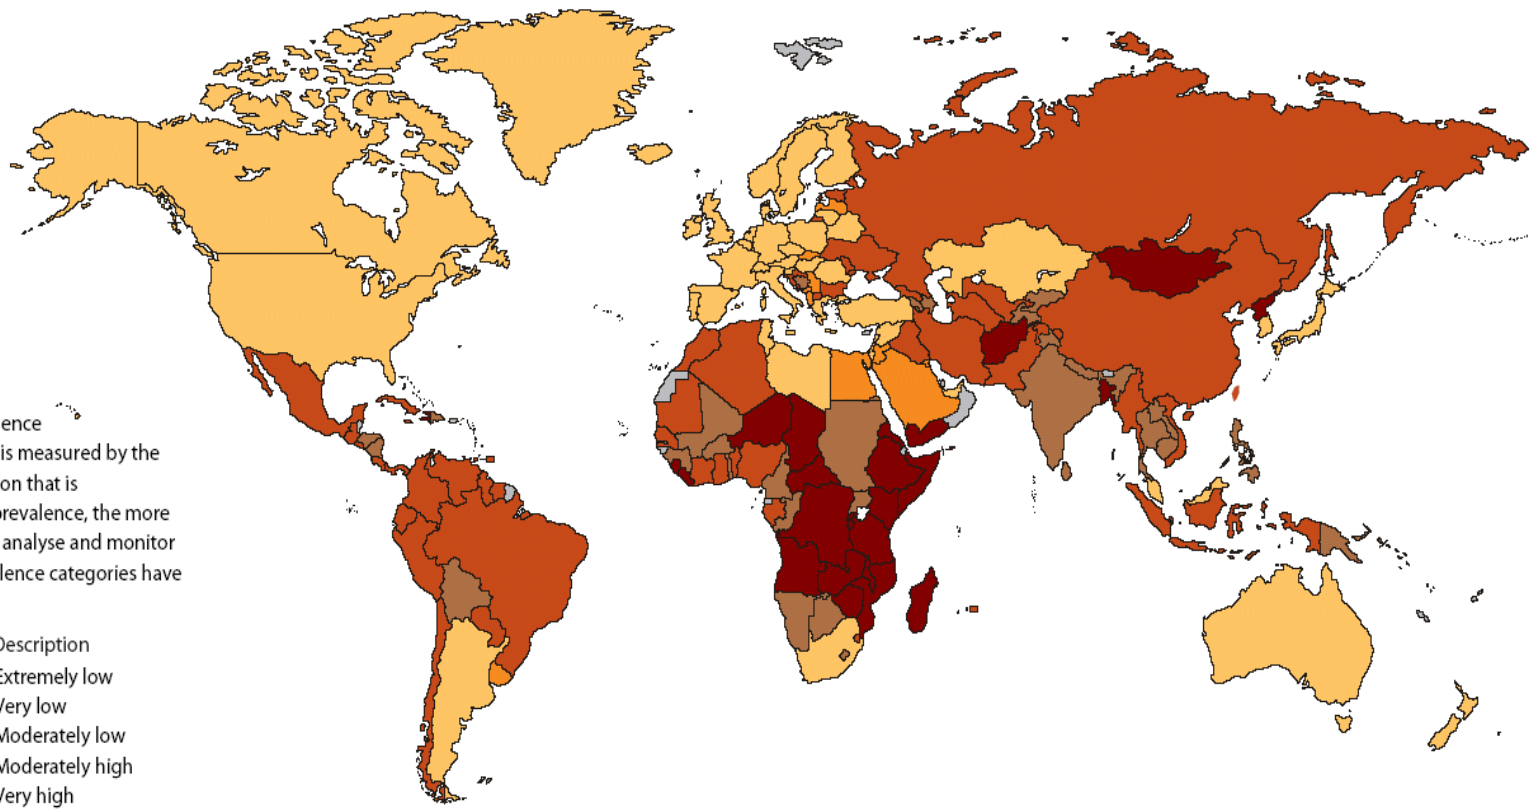 ence
is measured by the
on that is
prevalence, the more
analyse and monitor
lence categories have
Description
Extremely low
Very low
Moderately low
Moderately high
Very high